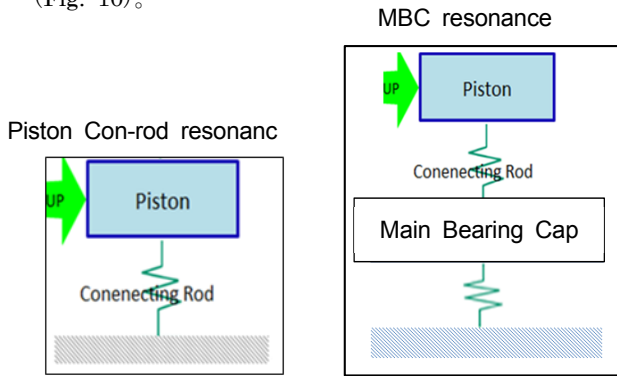 (Fig. 10)。
MBC resonance
UP
Piston
Conenecting Rod
Main Bearing Cap
Piston Con-rod resonanc
UP
Piston
Conenecting Rod